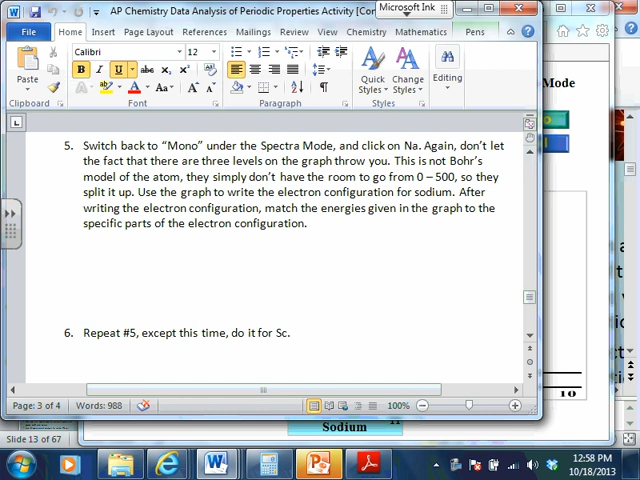 AP Chemistry Data Analysis of Periodic Properties Activity [Con
Microsoft Ink
File Home Insert Page Layout References Mailings Review View Chemistry Mathematics Pens
Mode
Calibri 12
Paste
Quick Styles
Change Styles
Editing
Clipboard Font Paragraph Styles
5. Switch back to “Mono” under the Spectra Mode, and click on Na. Again, don’t let
the fact that there are three levels on the graph throw you. This is not Bohr’s
model of the atom, they simply don’t have the room to go from 0 – 500, so they
split it up. Use the graph to write the electron configuration for sodium. After
writing the electron configuration, match the energies given in the graph to the
specific parts of the electron configuration.
6. Repeat #5, except this time, do it for Sc.
10
Page: 3 of 4 Words: 988 100%
Sodium
Slide 13 of 67
12:58 PM
10/18/2013